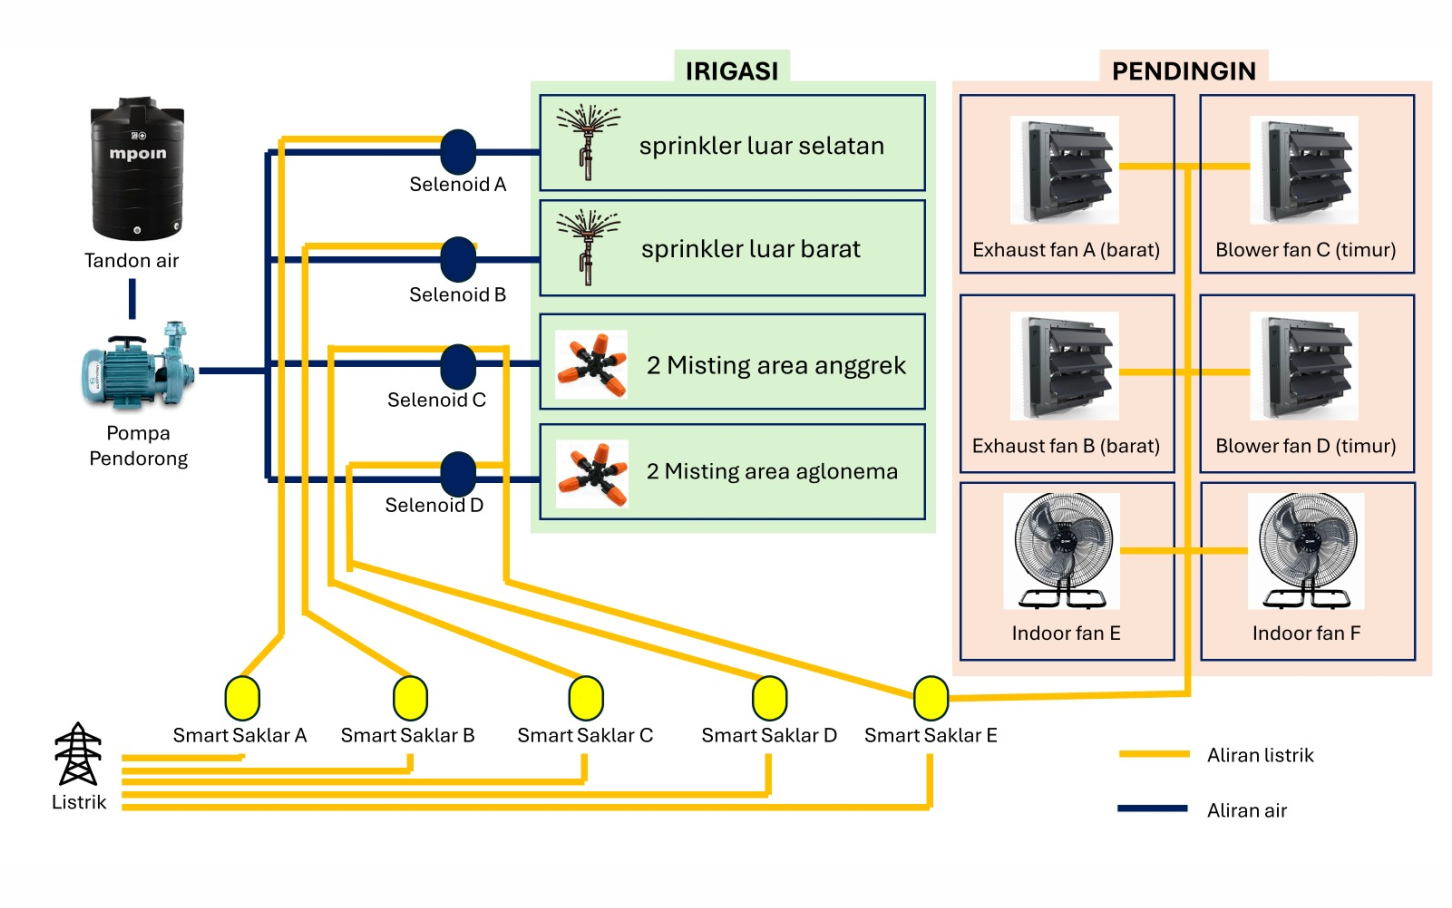 IRIGASI
PENDINGIN
mpoin
Tandon air
Pompa
Pendorong
Selenoid A
Selenoid B
Selenoid C
Selenoid D
sprinkler luar selatan
sprinkler luar barat
2 Misting area anggrek
2 Misting area aglonema
Exhaust fan A (barat)
Blower fan C (timur)
Exhaust fan B (barat)
Blower fan D (timur)
Indoor fan E
Indoor fan F
Smart Saklar A
Smart Saklar B
Smart Saklar C
Smart Saklar D
Smart Saklar E
Listrik
Aliran listrik
Aliran air